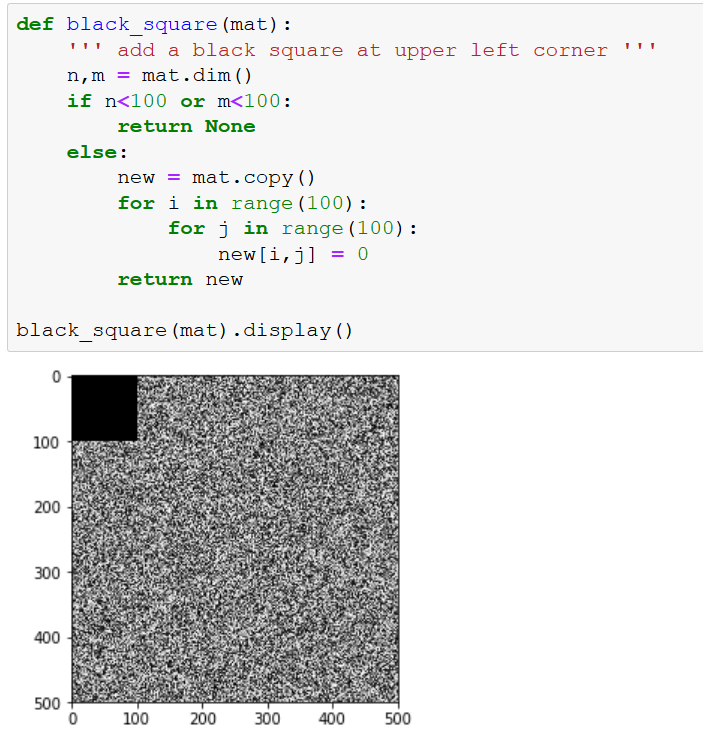 def black_square(mat):
    ''' add a black square at upper left corner '''
    n,m = mat.dim()
    if n<100 or m<100:
        return None
    else:
        new = mat.copy()
        for i in range(100):
            for j in range(100):
                new[i,j] = 0
        return new

black_square(mat).display()
0
100
200
300
400
500
0 100 200 300 400 500